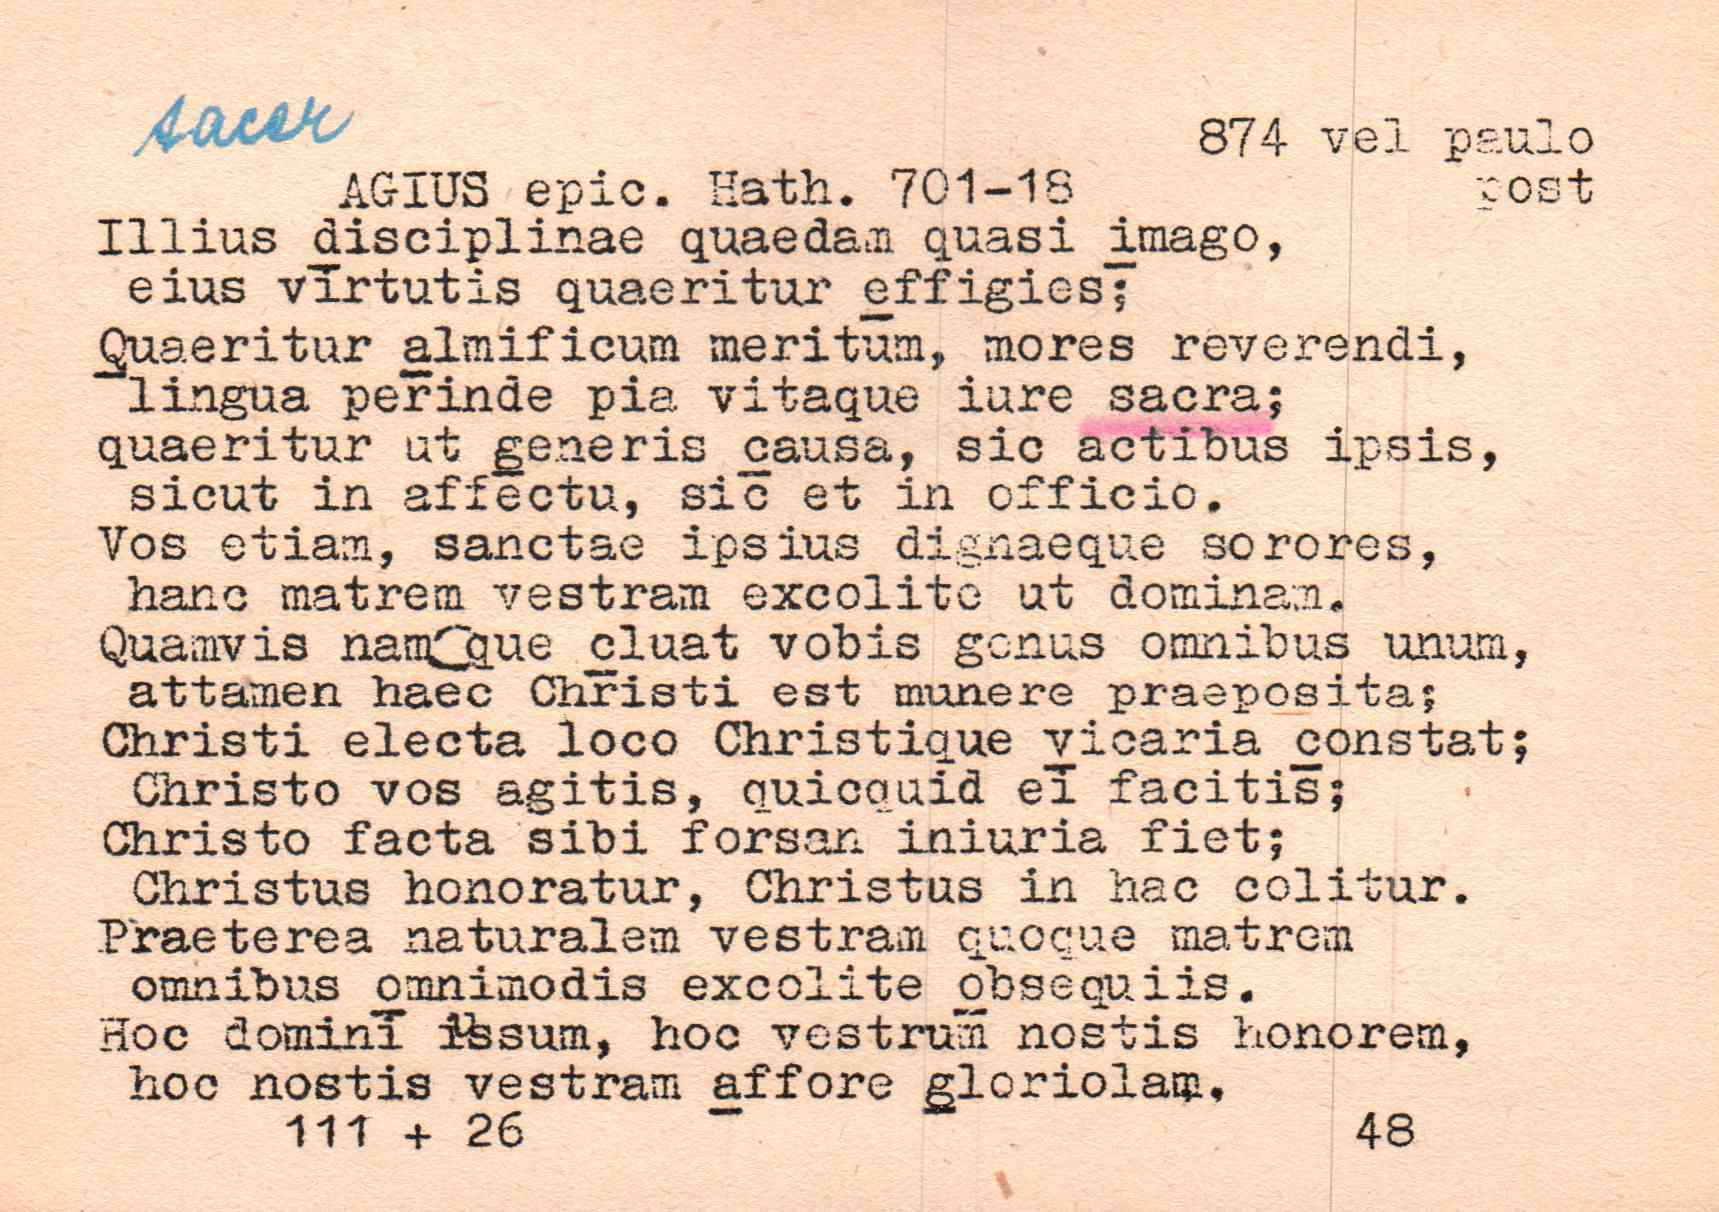 sacer
874 vel paulo
AGIUS epic. Hath. 701-18 post
Illius disciplinae quaedam quasi imago,
eius virtutis quaeritur effigies;
Quaeritur almificum meritum, mores reverendi,
lingua perinde pia vitaque iure sacra;
quaeritur ut generis causa, sic actibus ipsis,
sicut in affectu, sic et in officio.
Vos etiam, sanctae ipsius dignaeque sorores,
hanc matrem vestram excolite ut dominam.
Quamvis namque cluat vobis genus omnibus unum,
attamen haec Christi est munere praeposita;
Christi electa loco Christique vicaria constat;
Christo vos agitis, quicquid ei facitis;
Christo facta sibi forsan iniuria fiet;
Christus honoratur, Christus in hac colitur.
Praeterea naturalem vestram quoque matrem
omnibus omnimodis excolite obsequiis.
Hoc domini iussum, hoc vestrum nostis honorem,
hoc nostis vestram affore gloriolam.
111 + 26 48